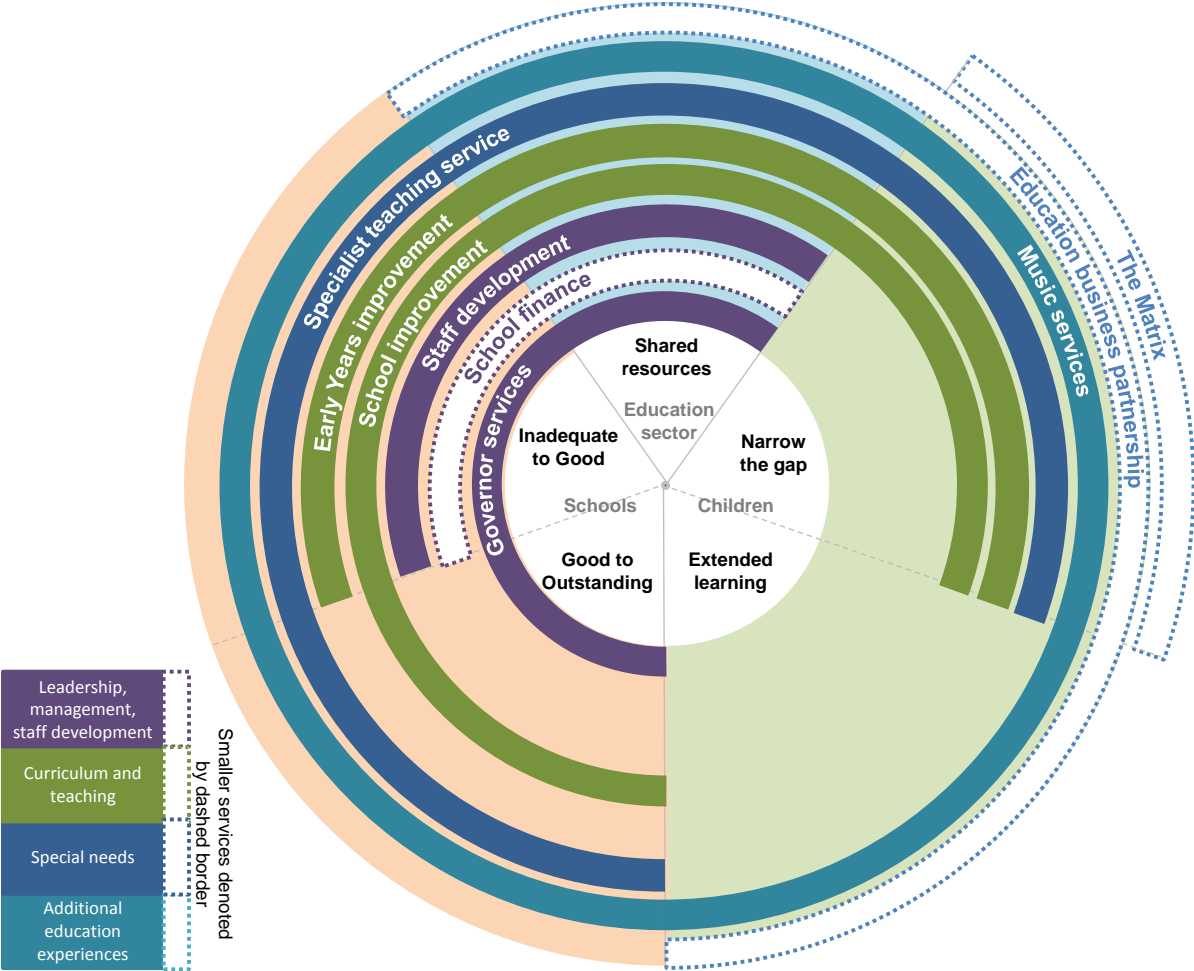 Specialist teaching service
Early Years improvement
School improvement
Staff development
School finance
Governor services
Music services
Education business partnership
The Matrix
Shared
resources
Education
sector
Inadequate
to Good
Narrow
the gap
Schools
Children
Good to
Outstanding
Extended
learning
Leadership,
management,
staff development
Curriculum and
teaching
Special needs
Additional
education
experiences
Smaller services denoted
by dashed border